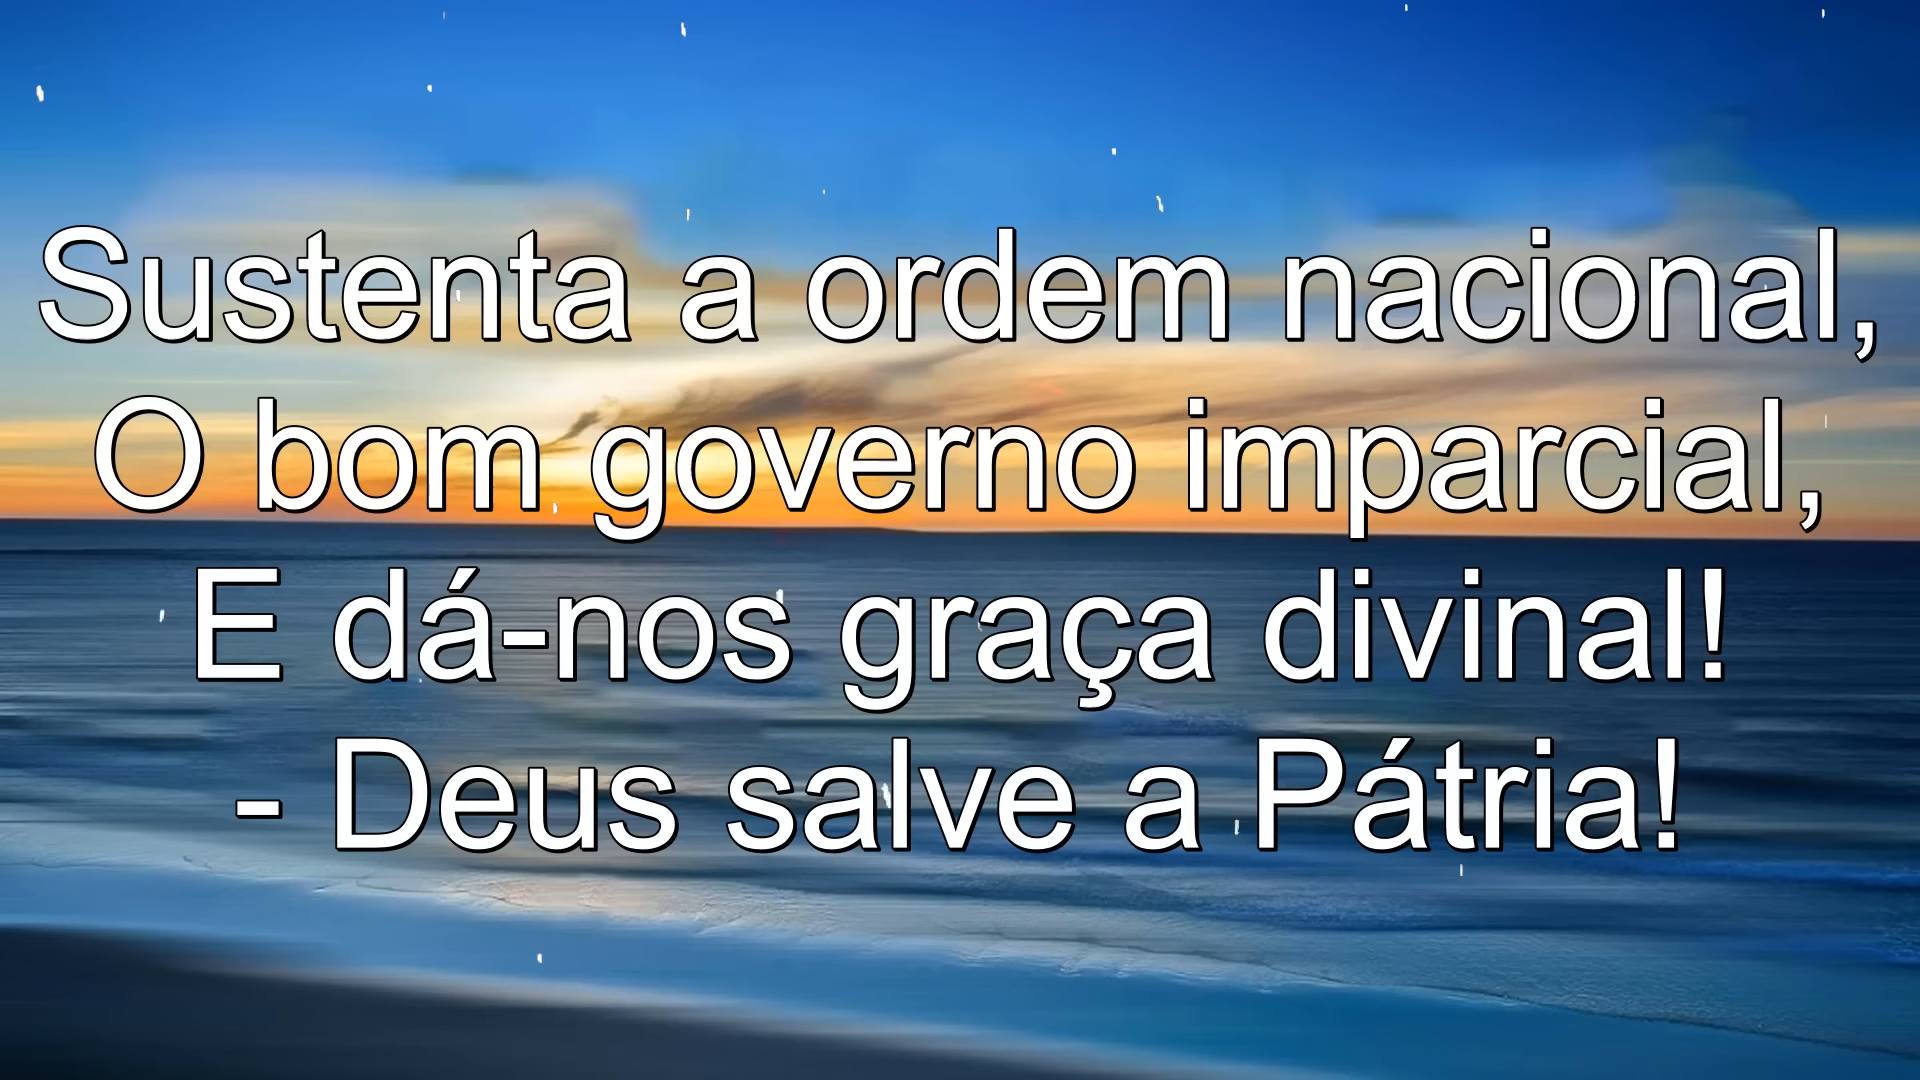 Sustenta a ordem nacional,
O bom governo imparcial,
E dá-nos graça divinal!
- Deus salve a Pátria!